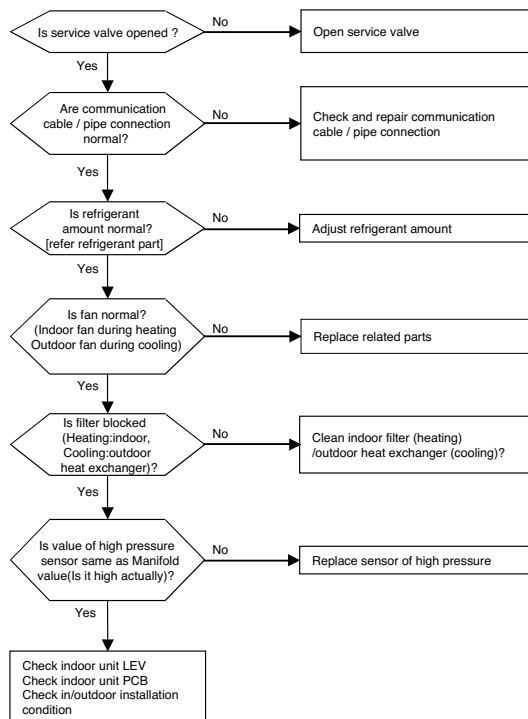 Is service valve opened ?
No
Open service valve
Yes
Are communication
cable / pipe connection
normal?
No
Check and repair communication
cable / pipe connection
Yes
Is refrigerant
amount normal?
[refer refrigerant part]
No
Adjust refrigerant amount
Yes
Is fan normal?
(Indoor fan during heating
Outdoor fan during cooling)
No
Replace related parts
Yes
Is filter blocked
(Heating:indoor,
Cooling:outdoor
heat exchanger)?
No
Clean indoor filter (heating)
/outdoor heat exchanger (cooling)?
Yes
Is value of high pressure
sensor same as Manifold
value(Is it high actually)?
No
Replace sensor of high pressure
Yes
Check indoor unit LEV
Check indoor unit PCB
Check in/outdoor installation
condition